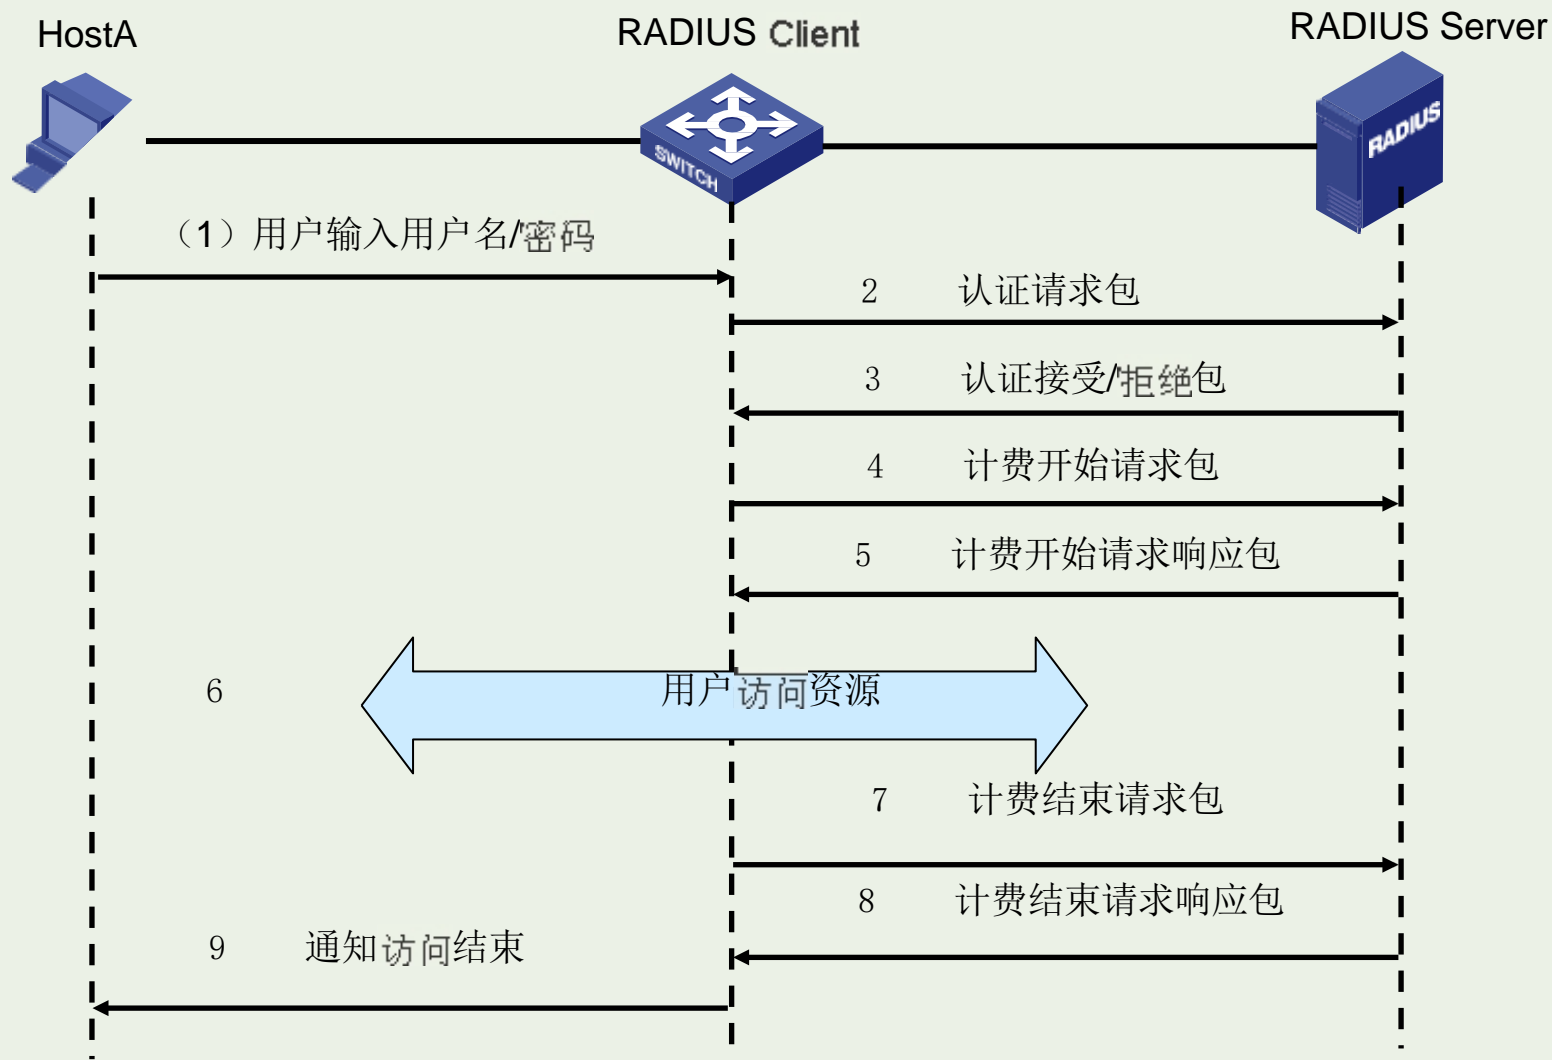 HostA
RADIUS Client
RADIUS Server
SWITCH
RADIUS
（1）用户输入用户名/密码
2 认证请求包
3 认证接受/拒绝包
4 计费开始请求包
5 计费开始请求响应包
6 用户访问资源
7 计费结束请求包
8 计费结束请求响应包
9 通知访问结束